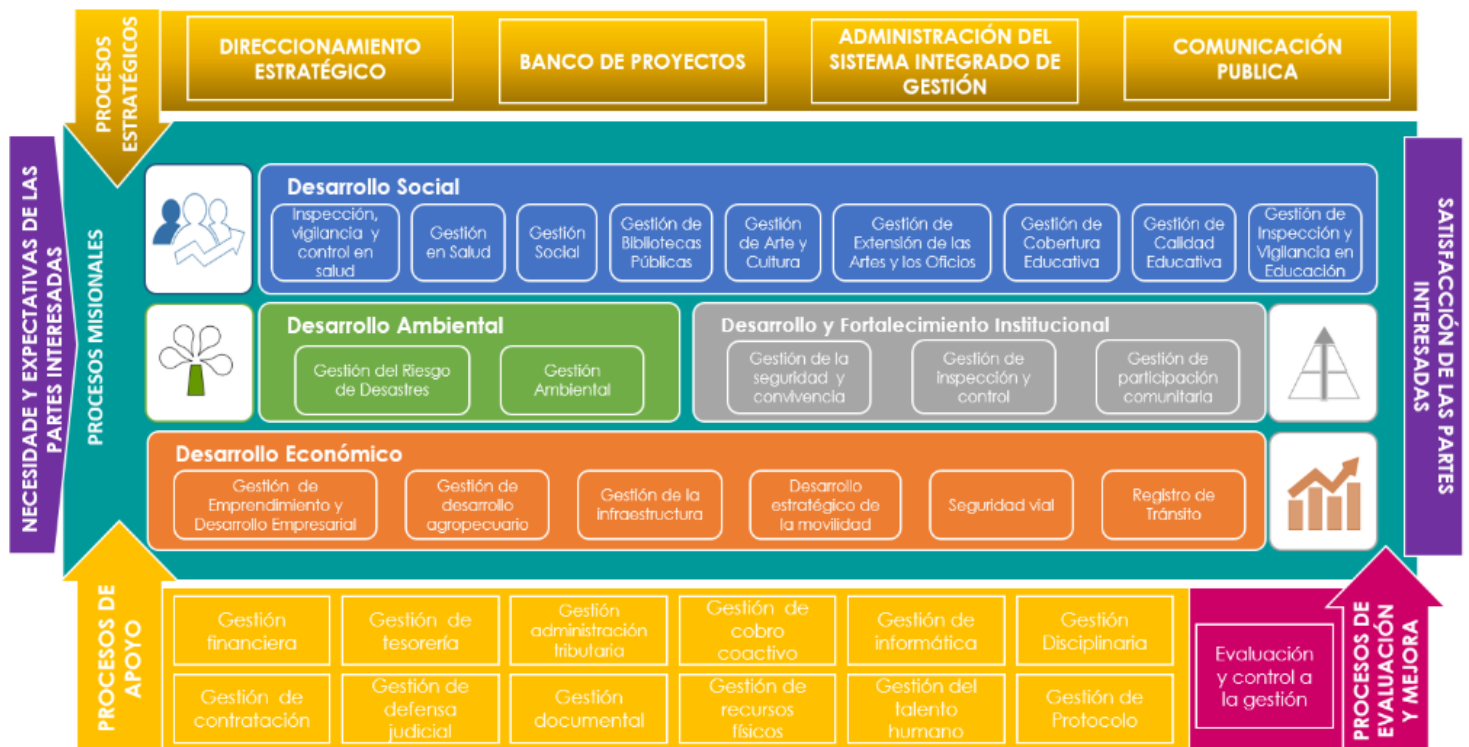 PROCESOS
ESTRATÉGICOS
DIRECCIONAMIENTO
ESTRATÉGICO
BANCO DE PROYECTOS
ADMINISTRACIÓN DEL
SISTEMA INTEGRADO DE
GESTIÓN
COMUNICACIÓN
PUBLICA
NECESIDADE Y EXPECTATIVAS DE LAS
PARTES INTERESADAS
PROCESOS MISIONALES
Desarrollo Social
Inspección,
vigilancia y
control en
salud
Gestión
en Salud
Gestión
Social
Gestión de
Bibliotecas
Públicas
Gestión
de Arte y
Cultura
Gestión de
Extensión de las
Artes y los Oficios
Gestión de
Cobertura
Educativa
Gestión de
Calidad
Educativa
Gestión de
Inspección y
Vigilancia en
Educación
Desarrollo Ambiental
Gestión del Riesgo
de Desastres
Gestión
Ambiental
Desarrollo y Fortalecimiento Institucional
Gestión de la
seguridad y
convivencia
Gestión de
inspección y
control
Gestión de
participación
comunitaria
Desarrollo Económico
Gestión de
Emprendimiento y
Desarrollo Empresarial
Gestión de
desarrollo
agropecuario
Gestión de la
infraestructura
Desarrollo
estratégico de
la movilidad
Seguridad vial
Registro de
Tránsito
SATISFACCIÓN DE LAS PARTES
INTERESADAS
PROCESOS DE
APOYO
Gestión
financiera
Gestión de
tesorería
Gestión
administración
tributaria
Gestión de
cobro
coactivo
Gestión de
informática
Gestión
Disciplinaria
Gestión de
contratación
Gestión de
defensa
judicial
Gestión
documental
Gestión de
recursos
físicos
Gestión del
talento
humano
Gestión de
Protocolo
Evaluación
y control a
la gestión
PROCESOS DE
EVALUACIÓN
Y MEJORA